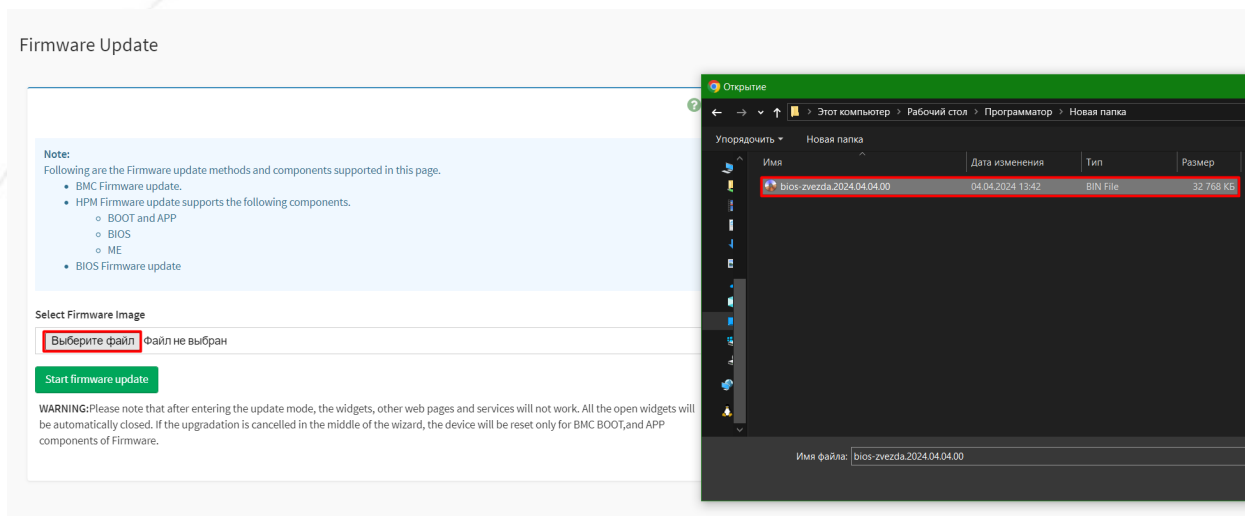 Firmware Update
Note:
Following are the Firmware update methods and components supported in this page.
BMC Firmware update.
HPM Firmware update supports the following components.
BOOT and APP
BIOS
ME
BIOS Firmware update
Select Firmware Image
Выберите файл Файл не выбран
Start firmware update
WARNING:Please note that after entering the update mode, the widgets, other web pages and services will not work. All the open widgets will
be automatically closed. If the upgradation is cancelled in the middle of the wizard, the device will be reset only for BMC BOOT,and APP
components of Firmware.
Открытие
Этот компьютер > Рабочий стол > Программатор > Новая папка
Упорядочить Новая папка
Имя Дата изменения Тип Размер
bios-zvezda.2024.04.04.00 04.04.2024 13:42 BIN File 32 768 КБ
Имя файла: bios-zvezda.2024.04.04.00